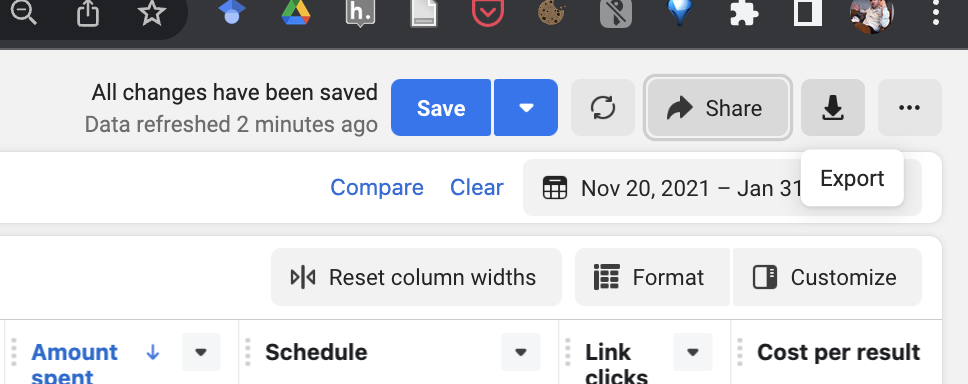 h.
All changes have been saved
Data refreshed 2 minutes ago
Save
Share
Export
Compare
Clear
Nov 20, 2021 – Jan 31
Reset column widths
Format
Customize
Amount
spent
Schedule
Link
clicks
Cost per result